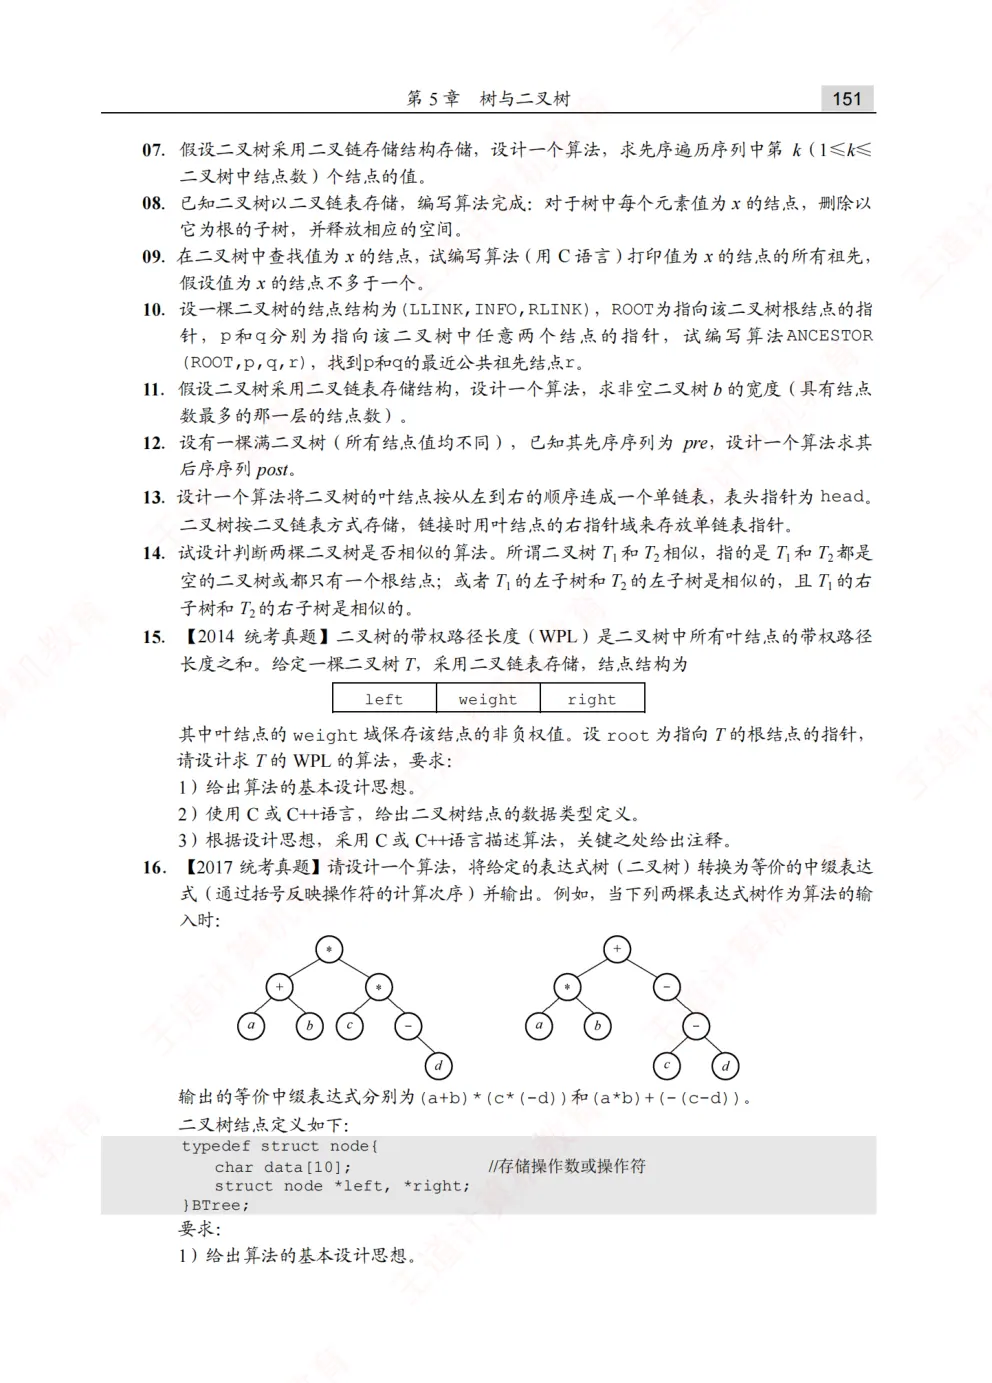 第 5 章 树与二叉树 151
07. 假设二叉树采用二叉链存储结构存储，设计一个算法，求先序遍历序列中第 k（1≤k≤
二叉树中结点数）个结点的值。
08. 已知二叉树以二叉链表存储，编写算法完成：对于树中每个元素值为 x 的结点，删除以
它为根的子树，并释放相应的空间。
09. 在二叉树中查找值为 x 的结点，试编写算法（用 C 语言）打印值为 x 的结点的所有祖先，
假设值为 x 的结点不多于一个。
10. 设一棵二叉树的结点结构为(LLINK,INFO,RLINK)，ROOT为指向该二叉树根结点的指
针，p和q分别为指向该二叉树中任意两个结点的指针，试编写算法ANCESTOR
(ROOT,p,q,r)，找到p和q的最近公共祖先结点r。
11. 假设二叉树采用二叉链表存储结构，设计一个算法，求非空二叉树 b 的宽度（具有结点
数最多的那一层的结点数）。
12. 设有一棵满二叉树（所有结点值均不同），已知其先序序列为 pre，设计一个算法求其
后序序列 post。
13. 设计一个算法将二叉树的叶结点按从左到右的顺序连成一个单链表，表头指针为 head。
二叉树按二叉链表方式存储，链接时用叶结点的右指针域来存放单链表指针。
14. 试设计判断两棵二叉树是否相似的算法。所谓二叉树 T1 和 T2 相似，指的是 T1 和 T2 都是
空的二叉树或都只有一个根结点；或者 T1 的左子树和 T2 的左子树是相似的，且 T1 的右
子树和 T2 的右子树是相似的。
15. 【2014 统考真题】二叉树的带权路径长度（WPL）是二叉树中所有叶结点的带权路径
长度之和。给定一棵二叉树 T，采用二叉链表存储，结点结构为
left weight right
其中叶结点的 weight 域保存该结点的非负权值。设 root 为指向 T 的根结点的指针，
请设计求 T 的 WPL 的算法，要求：
1）给出算法的基本设计思想。
2）使用 C 或 C++语言，给出二叉树结点的数据类型定义。
3）根据设计思想，采用 C 或 C++语言描述算法，关键之处给出注释。
16. 【2017 统考真题】请设计一个算法，将给定的表达式树（二叉树）转换为等价的中缀表达
式（通过括号反映操作符的计算次序）并输出。例如，当下列两棵表达式树作为算法的输
入时：
* +
+ * * -
a b c - a b -
d c d
输出的等价中缀表达式分别为(a+b)*(c*(-d))和(a*b)+(-(c-d))。
二叉树结点定义如下：
typedef struct node{
char data[10]; //存储操作数或操作符
struct node *left, *right;
}BTree;
要求：
1）给出算法的基本设计思想。